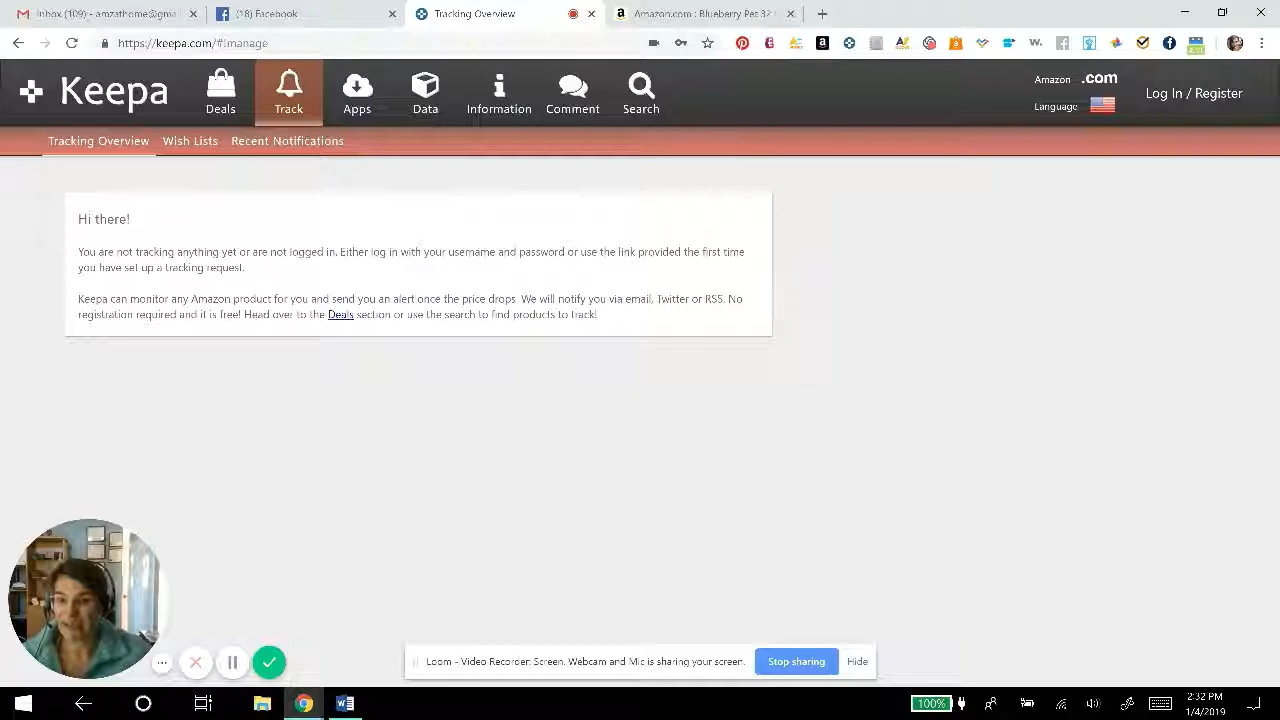 Inbox (109) - amzathome@gma
(18) Facebook
Tracking Overview
Amazon.com : Blueberry Pet 32
https://keepa.com/#!manage
4:30
Keepa
Deals
Track
Apps
Data
Information
Comment
Search
Amazon .com
Language
Log In / Register
Tracking Overview
Wish Lists
Recent Notifications
Hi there!
You are not tracking anything yet or are not logged in. Either log in with your username and password or use the link provided the first time
you have set up a tracking request.
Keepa can monitor any Amazon product for you and send you an alert once the price drops. We will notify you via email, Twitter or RSS. No
registration required and it is free! Head over to the Deals section or use the search to find products to track!
Loom - Video Recorder: Screen, Webcam and Mic is sharing your screen.
Stop sharing
Hide
100%
2:32 PM
1/4/2019